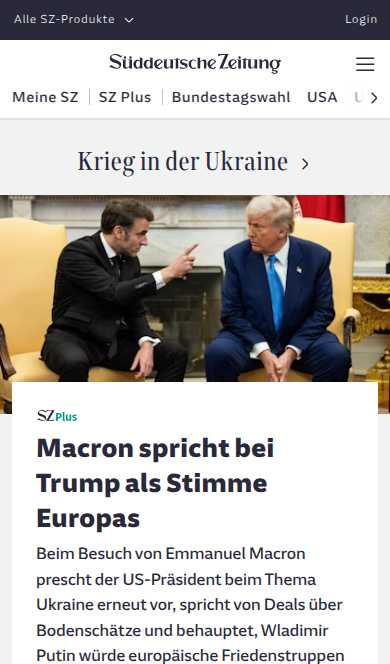 Alle SZ-Produkte
Login
Süddeutsche Zeitung
Meine SZ
SZ Plus
Bundestagswahl
USA
Krieg in der Ukraine
SZ Plus
Macron spricht bei
Trump als Stimme
Europas
Beim Besuch von Emmanuel Macron
prescht der US-Präsident beim Thema
Ukraine erneut vor, spricht von Deals über
Bodenschätze und behauptet, Wladimir
Putin würde europäische Friedenstruppen